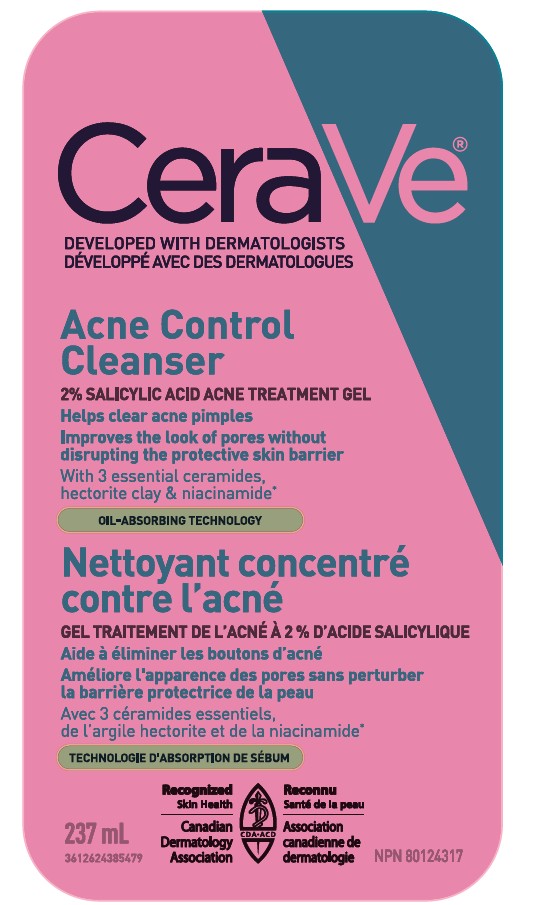 CeraVe®
DEVELOPED WITH DERMATOLOGISTS
DÉVELOPPÉ AVEC DES DERMATOLOGUES
Acne Control
Cleanser
2% SALICYLIC ACID ACNE TREATMENT GEL
Helps clear acne pimples
Improves the look of pores without
disrupting the protective skin barrier
With 3 essential ceramides,
hectorite clay & niacinamide*
OIL-ABSORBING TECHNOLOGY
Nettoyant concentré
contre l'acné
GEL TRAITEMENT DE L'ACNÉ À 2 % D'ACIDE SALICYLIQUE
Aide à éliminer les boutons d'acné
Améliore l'apparence des pores sans perturber
la barrière protectrice de la peau
Avec 3 céramides essentiels,
de l'argile hectorite et de la niacinamide*
TECHNOLOGIE D'ABSORPTION DE SÉBUM
Recognized
Skin Health
Canadian
Dermatology
Association
CDA·ACD
Reconnu
Santé de la peau
Association
canadienne de
dermatologie
237 mL
3612624385479
NPN 80124317